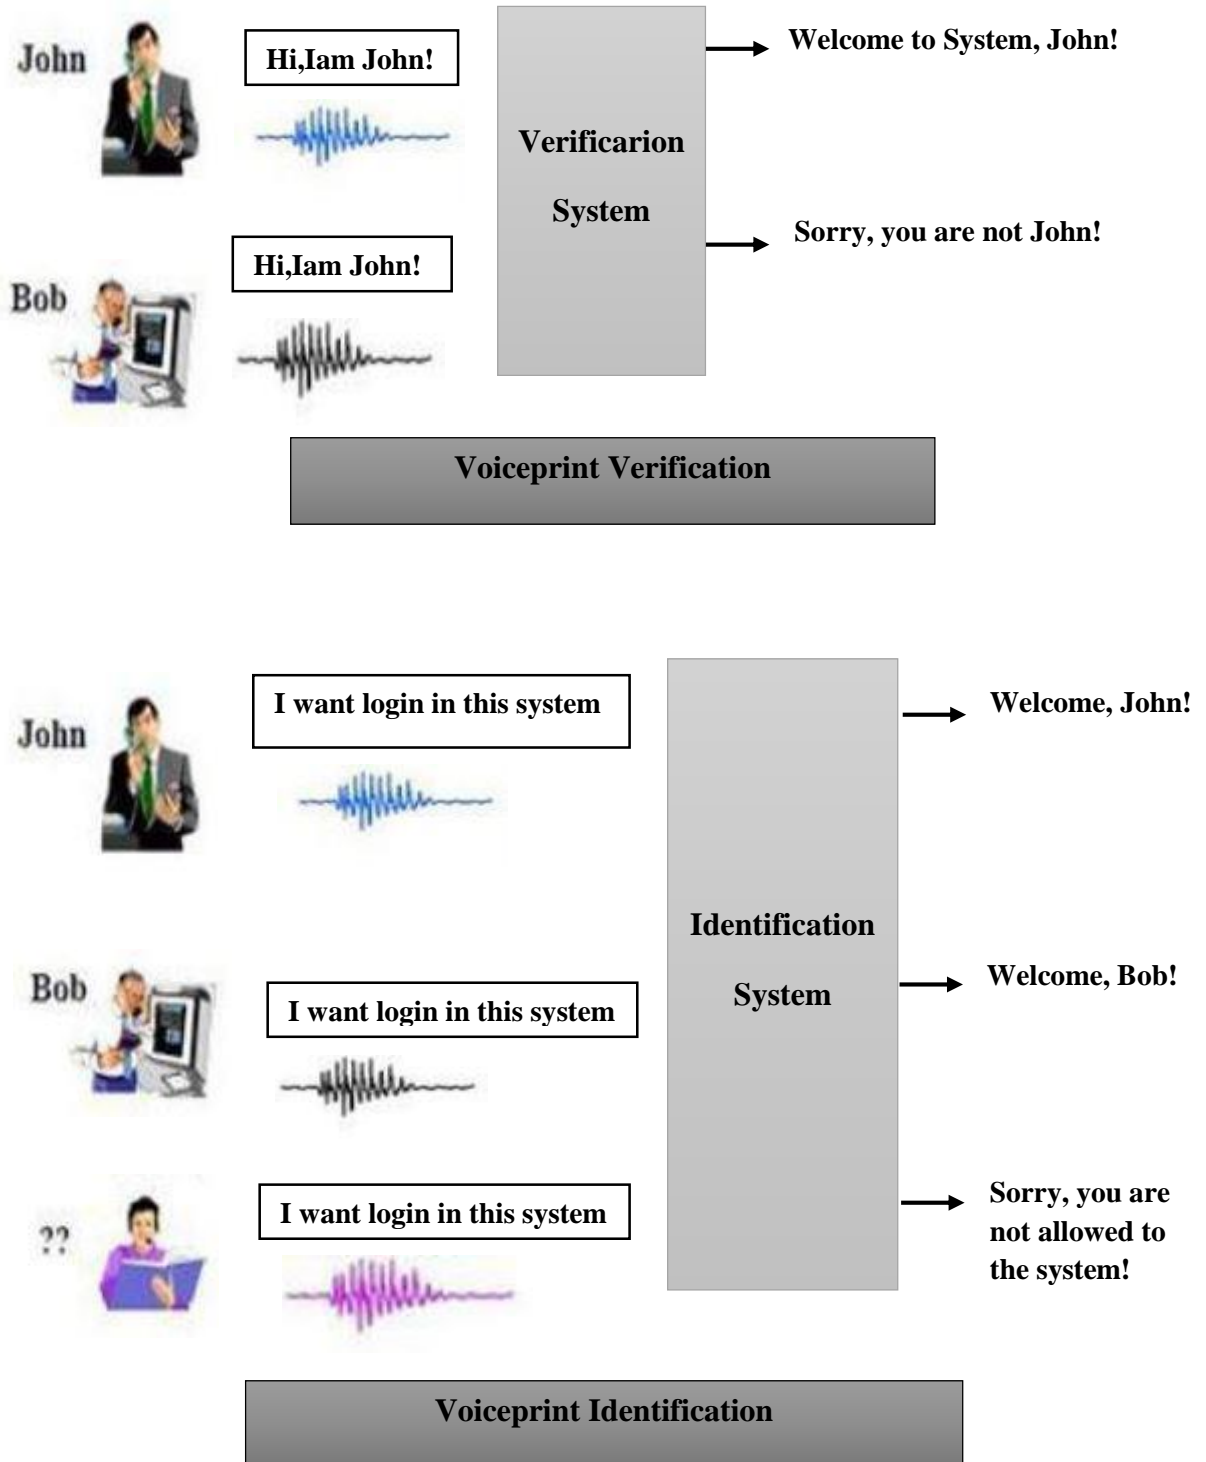 John
Hi,Iam John!
Welcome to System, John!
Verificarion
System
Bob
Hi,Iam John!
Sorry, you are not John!
Voiceprint Verification
John
I want login in this system
Welcome, John!
Identification
System
Bob
I want login in this system
Welcome, Bob!
??
I want login in this system
Sorry, you are
not allowed to
the system!
Voiceprint Identification